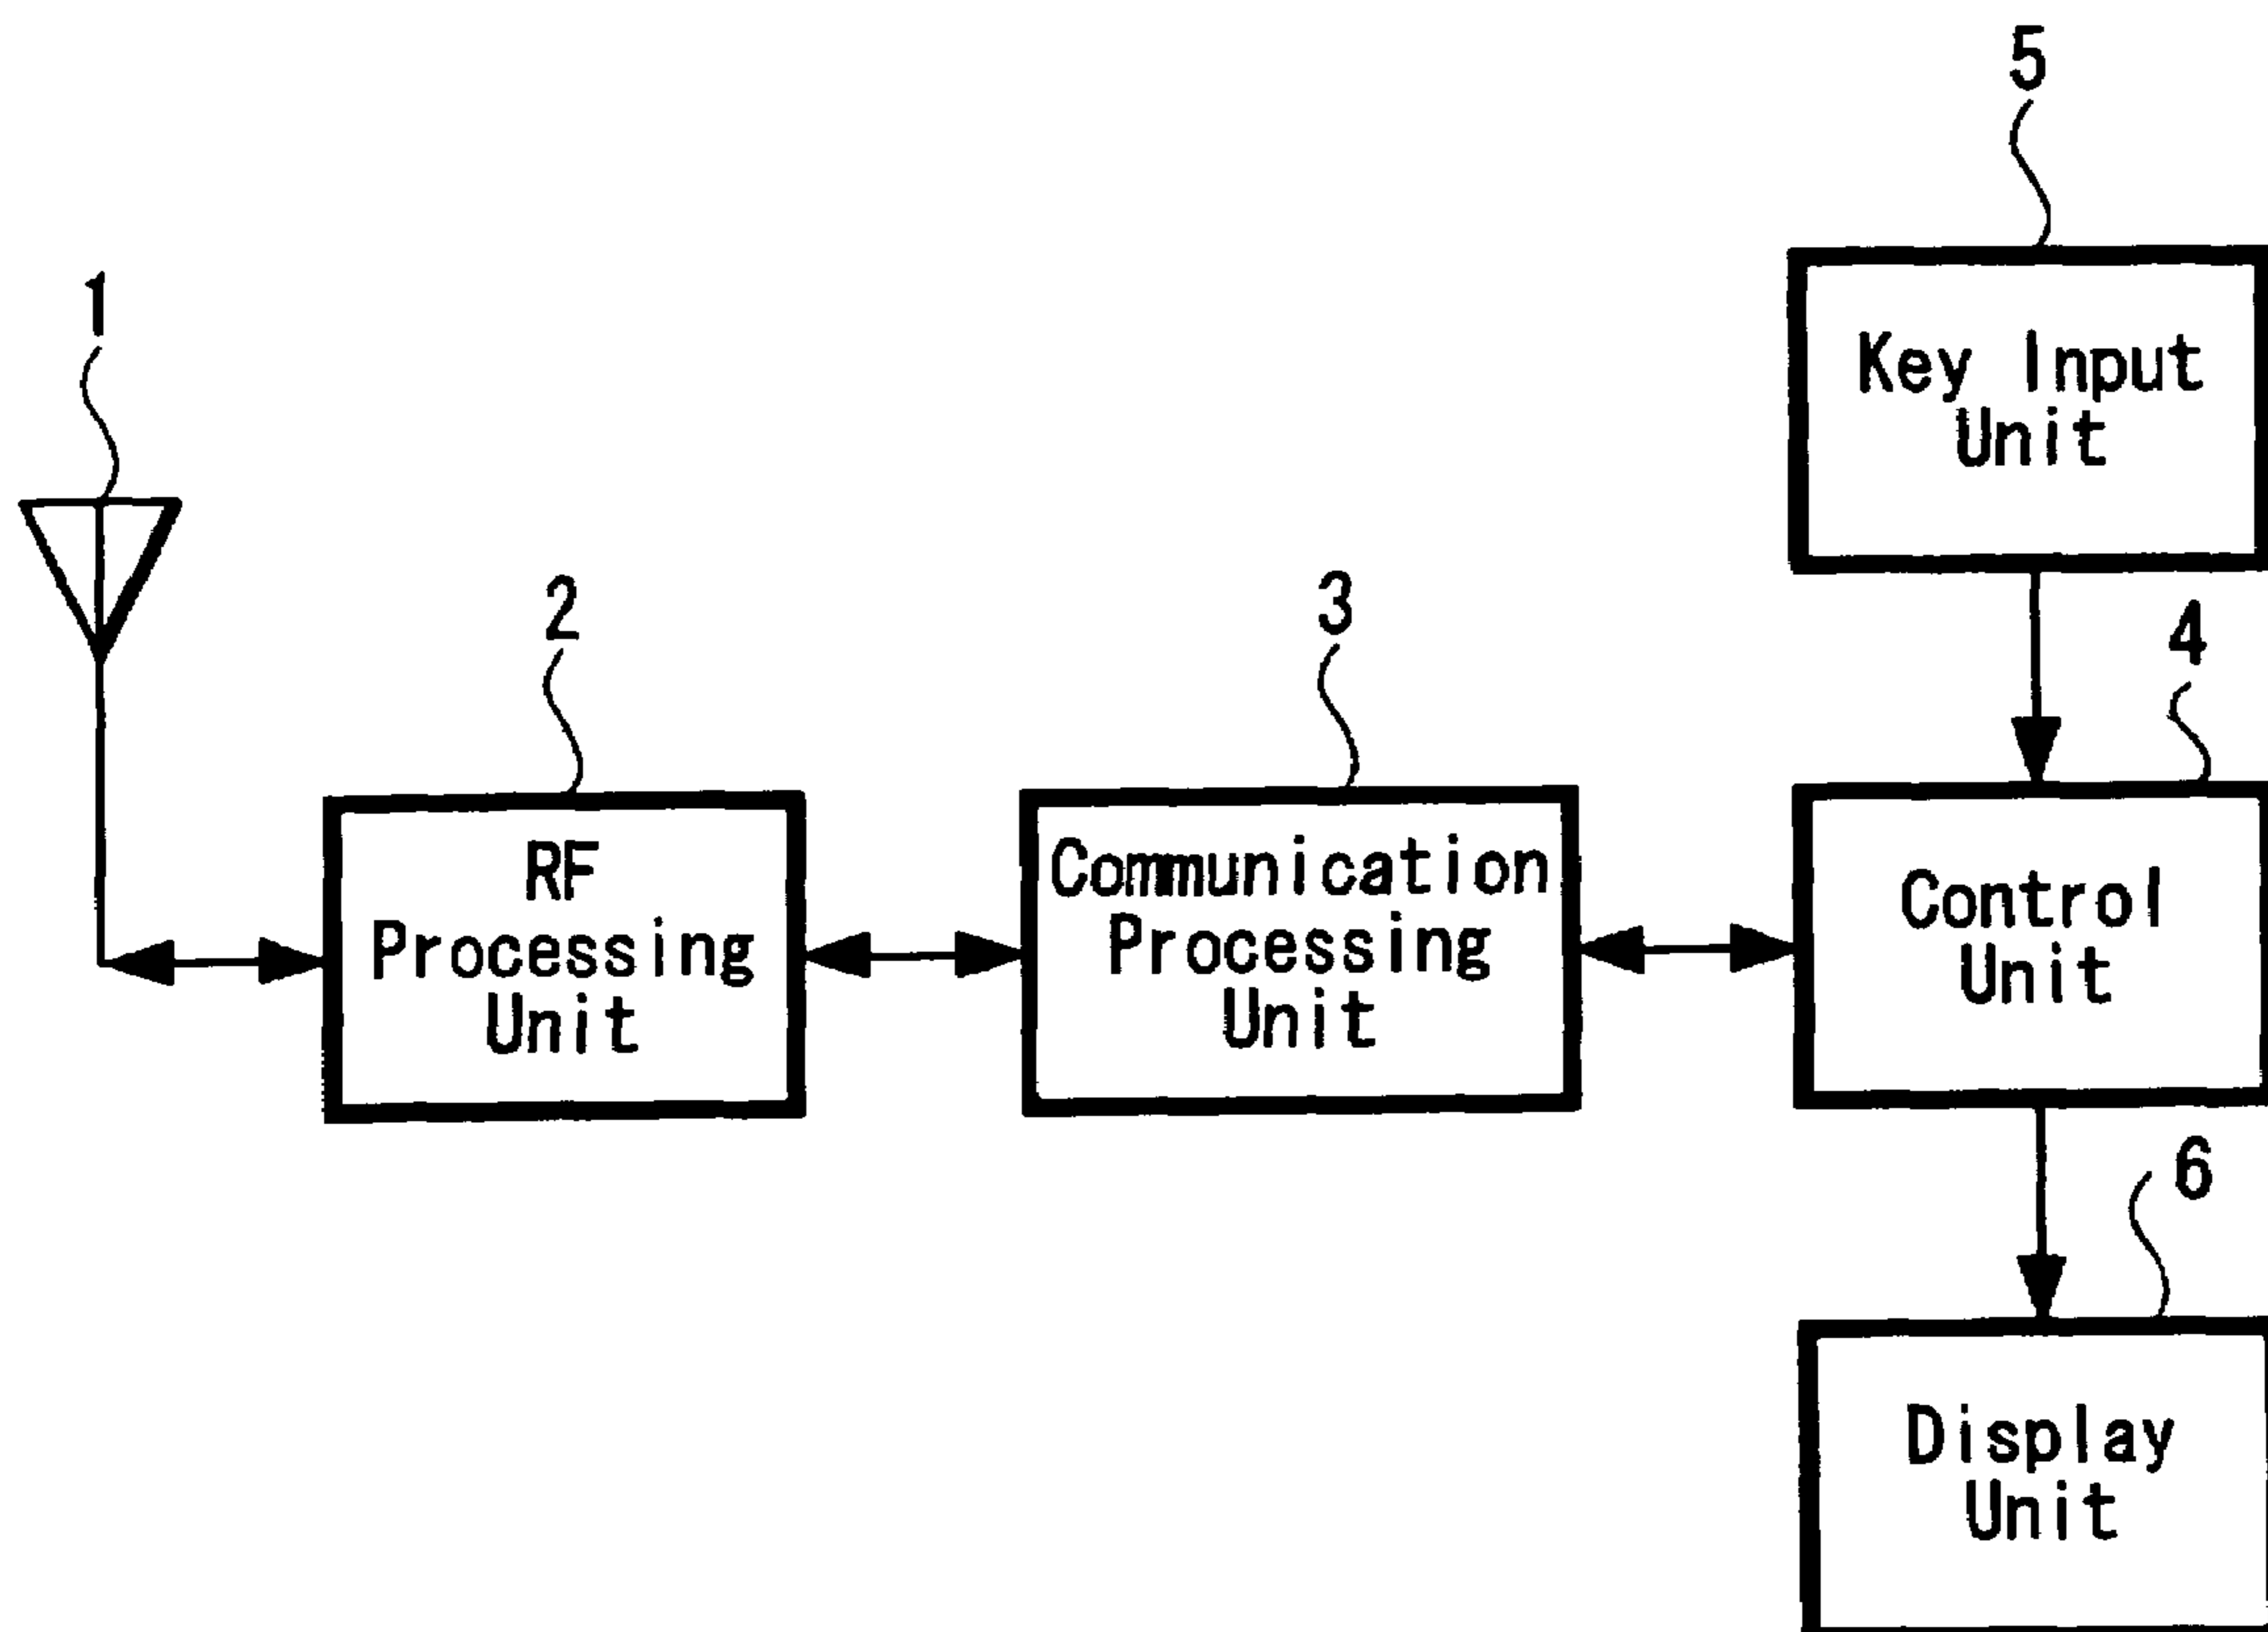 5
1
Key Input
Unit
2
3
4
RF
Processing
Unit
Communication
Processing
Unit
Control
Unit
6
Display
Unit